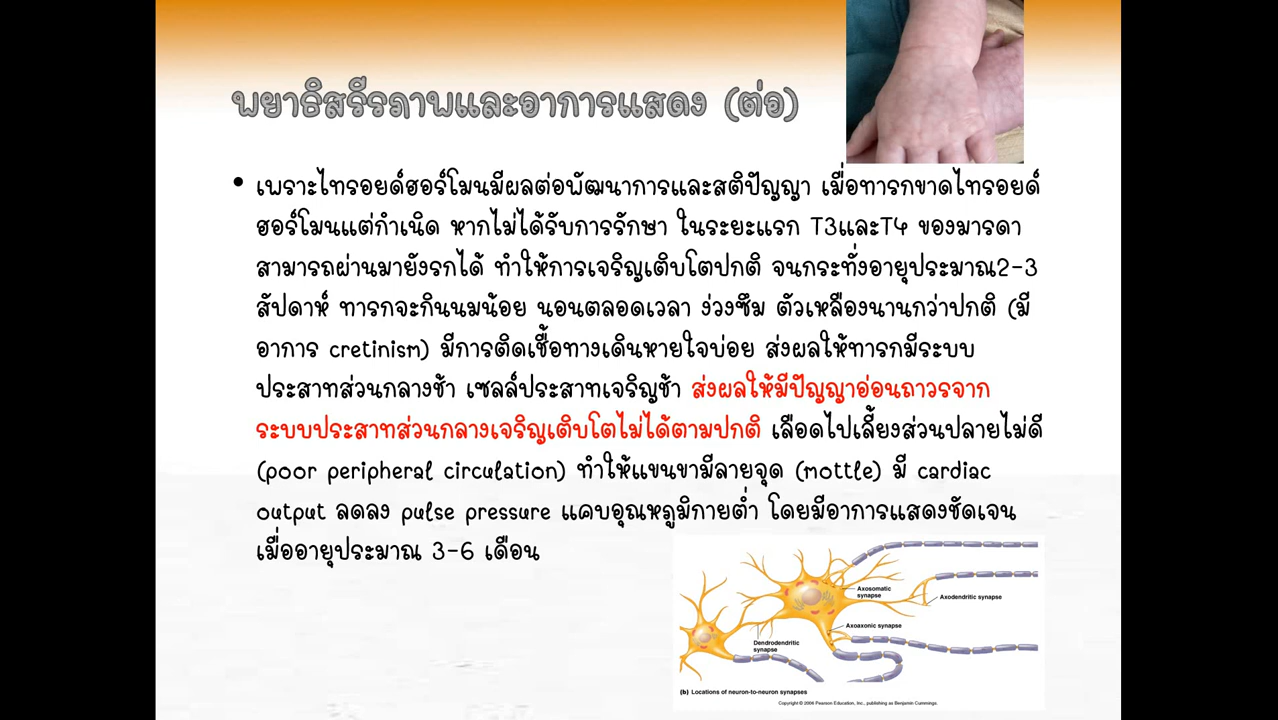 พยาธิสรีรภาพและอาการแสดง (ต่อ)
• เพราะไทรอยด์ฮอร์โมนมีผลต่อพัฒนาการและสติปัญญา เมื่อทารกขาดไทรอยด์
ฮอร์โมนแต่กำเนิด หากไม่ได้รับการรักษา ในระยะแรก T3และT4 ของมารดา
สามารถผ่านมายังรกได้ ทำให้การเจริญเติบโตปกติ จนกระทั่งอายุประมาณ2-3
สัปดาห์ ทารกจะกินนมน้อย นอนตลอดเวลา ง่วงซึม ตัวเหลืองนานกว่าปกติ (มี
อาการ cretinism) มีการติดเชื้อทางเดินหายใจบ่อย ส่งผลให้ทารกมีระบบ
ประสาทส่วนกลางช้า เซลล์ประสาทเจริญช้า ส่งผลให้มีปัญญาอ่อนถาวรจาก
ระบบประสาทส่วนกลางเจริญเติบโตไม่ได้ตามปกติ เลือดไปเลี้ยงส่วนปลายไม่ดี
(poor peripheral circulation) ทำให้แขนขามีลายจุด (mottle) มี cardiac
output ลดลง pulse pressure แคบอุณหภูมิกายต่ำ โดยมีอาการแสดงชัดเจน
เมื่ออายุประมาณ 3-6 เดือน
Axosomatic
synapse
Axodendritic synapse
Axoaxonic synapse
Dendrodendritic
synapse
(b) Locations of neuron-to-neuron synapses
Copyright © 2006 Pearson Education, Inc., publishing as Benjamin Cummings.